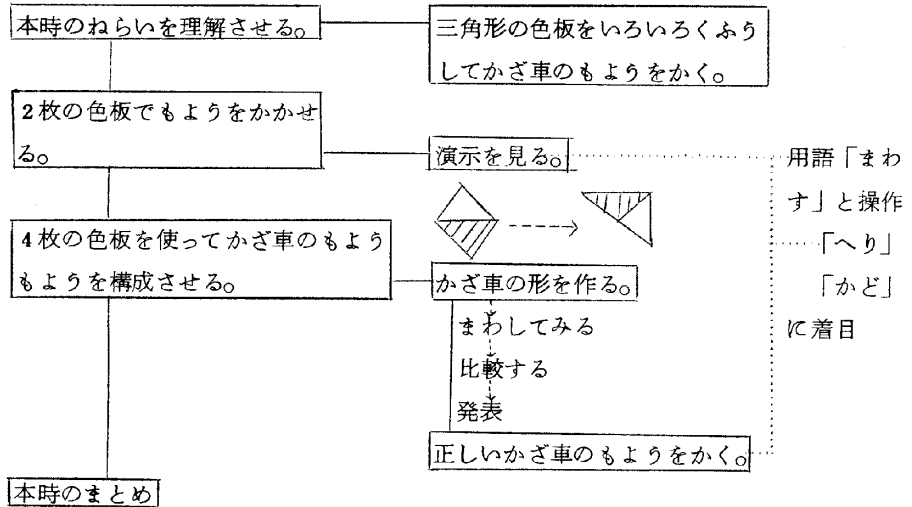 本時のねらいを理解させる。
三角形の色板をいろいろくふう
してかざ車のもようをかく。
2枚の色板でもようをかかせ
る。
演示を見る。
用語「まわ
す」と操作
「へり」
「かど」
に着目
4枚の色板を使ってかざ車のもよう
もようを構成させる。
かざ車の形を作る。
まわしてみる
比較する
発表
正しいかざ車のもようをかく。
本時のまとめ